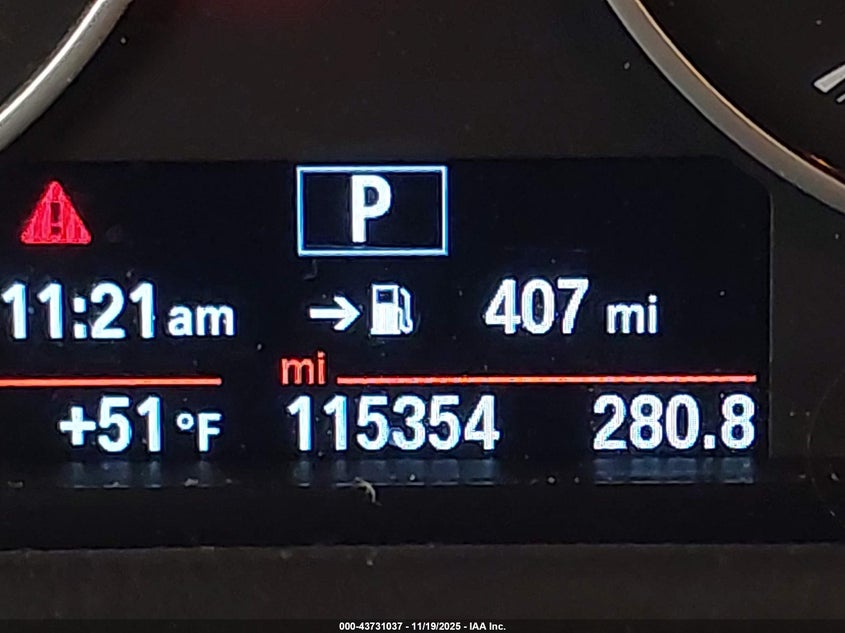 P
11:21 am → 407 mi
mi
+51 °F 115354 280.8
000-43731037 - 11/19/2025 - IAA Inc.